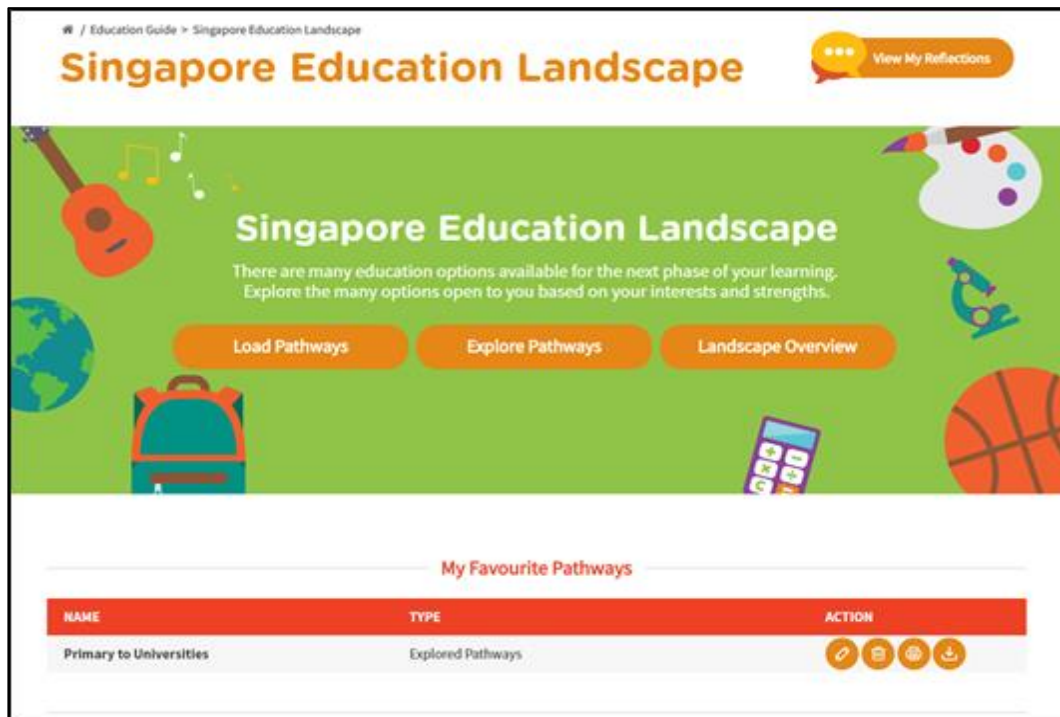 / Education Guide > Singapore Education Landscape
Singapore Education Landscape
View My Reflections
Singapore Education Landscape
There are many education options available for the next phase of your learning.
Explore the many options open to you based on your interests and strengths.
Load Pathways Explore Pathways Landscape Overview
My Favourite Pathways
NAME TYPE ACTION
Primary to Universities Explored Pathways